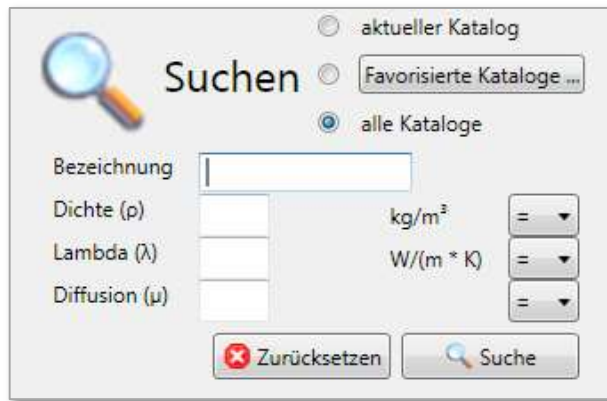 aktueller Katalog
Suchen
Favorisierte Kataloge ...
alle Kataloge
Bezeichnung
Dichte (ρ) kg/m³ =
Lambda (λ) W/(m * K) =
Diffusion (μ) =
Zurücksetzen Suche